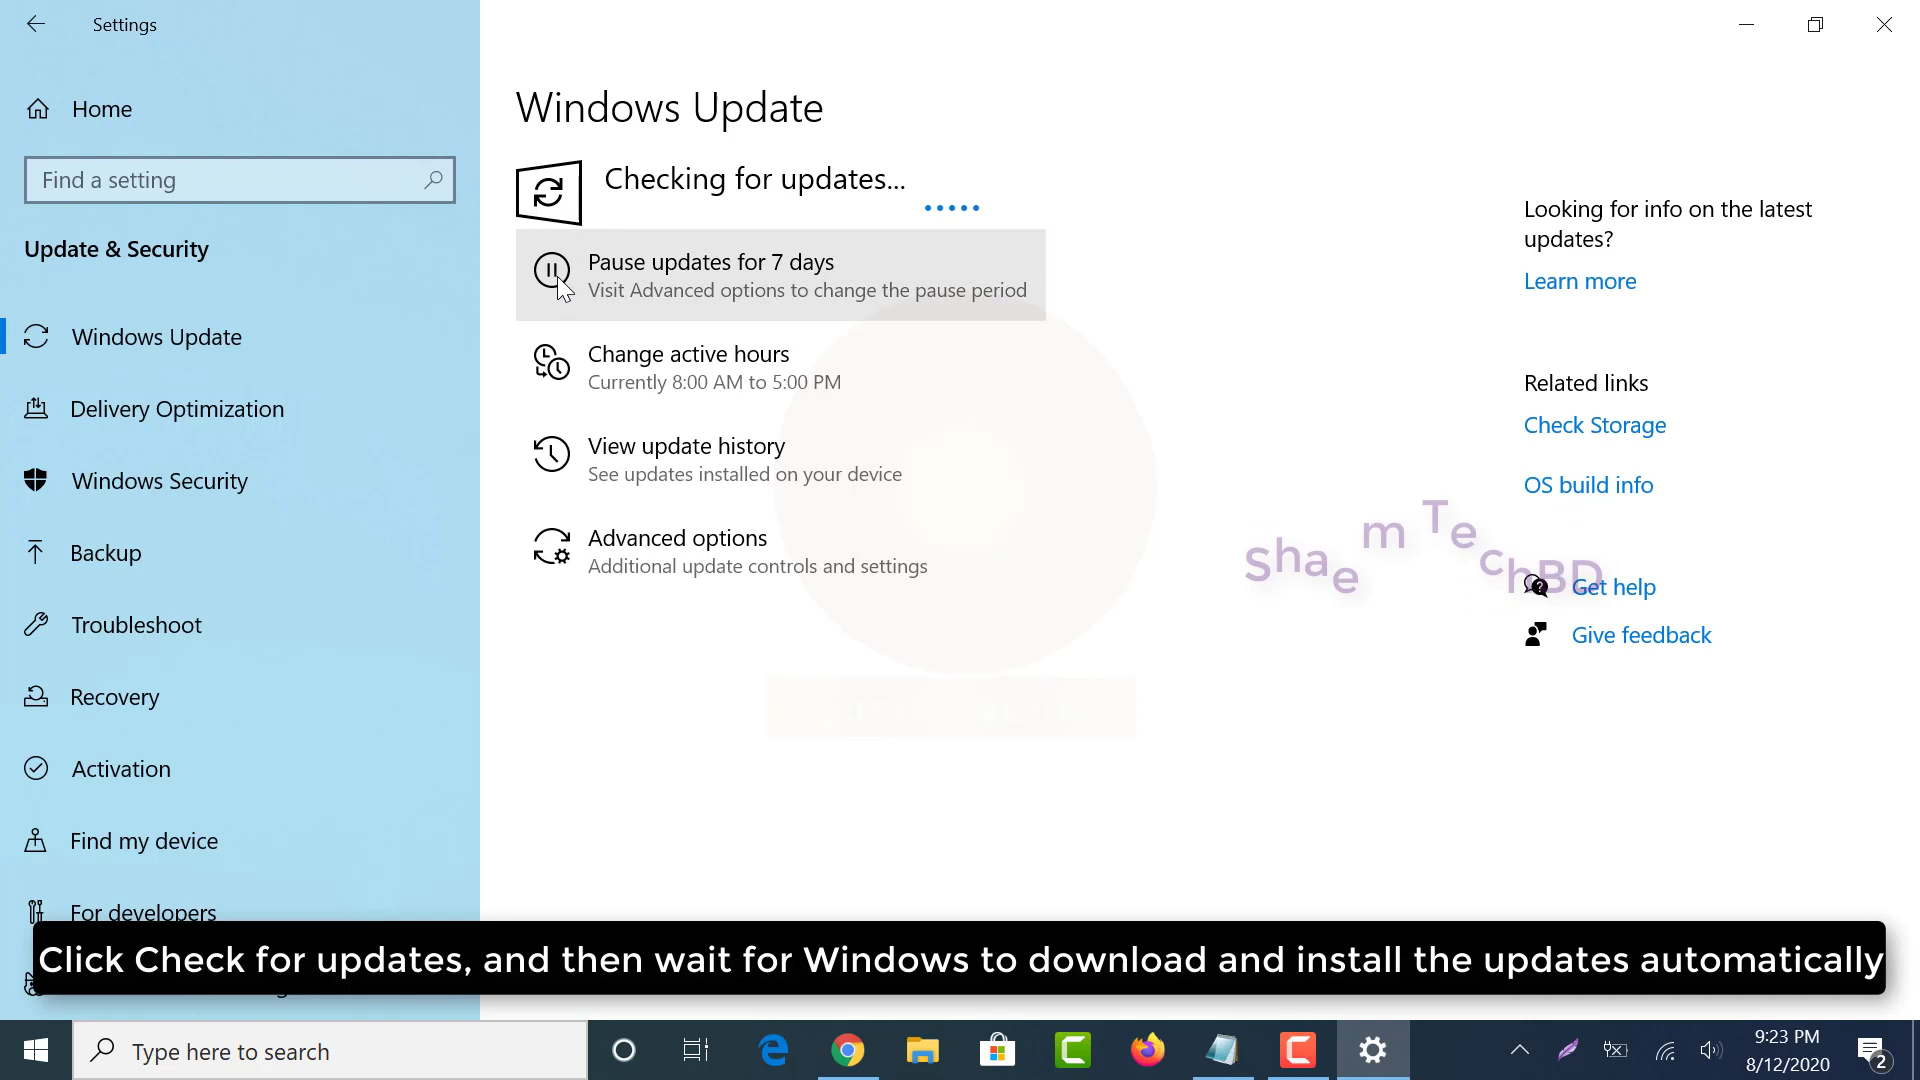 Settings
Home
Find a setting
Update & Security
Windows Update
Delivery Optimization
Windows Security
Backup
Troubleshoot
Recovery
Activation
Find my device
For developers
Windows Update
Checking for updates...
Pause updates for 7 days
Visit Advanced options to change the pause period
Change active hours
Currently 8:00 AM to 5:00 PM
View update history
See updates installed on your device
Advanced options
Additional update controls and settings
Looking for info on the latest
updates?
Learn more
Related links
Check Storage
OS build info
Get help
Give feedback
Shaem TechBD
Click Check for updates, and then wait for Windows to download and install the updates automatically
Type here to search
9:23 PM
8/12/2020
2